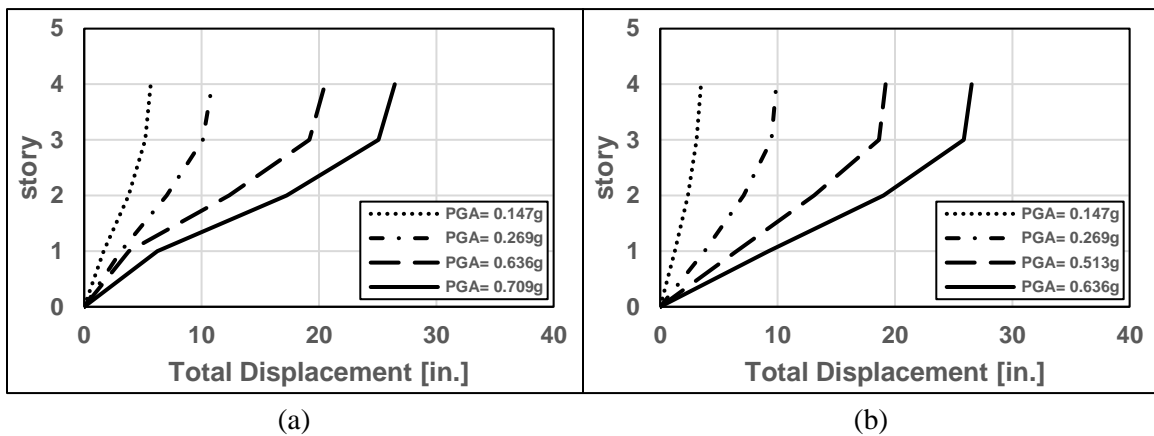 5
4
3
2
1
0
story
PGA= 0.147g
PGA= 0.269g
PGA= 0.636g
PGA= 0.709g
0 10 20 30 40
Total Displacement [in.]
(a)
5
4
3
2
1
0
story
PGA= 0.147g
PGA= 0.269g
PGA= 0.513g
PGA= 0.636g
0 10 20 30 40
Total Displacement [in.]
(b)